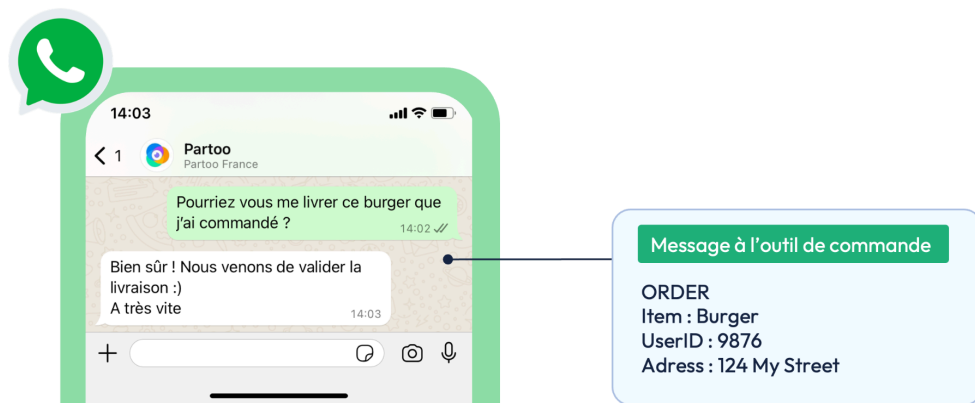 14:03
1
Partoo
Partoo France
Pourriez vous me livrer ce burger que
j'ai commandé ?
14:02
Bien sûr ! Nous venons de valider la
livraison :)
A très vite
14:03
Message à l'outil de commande
ORDER
Item : Burger
UserID : 9876
Adress : 124 My Street